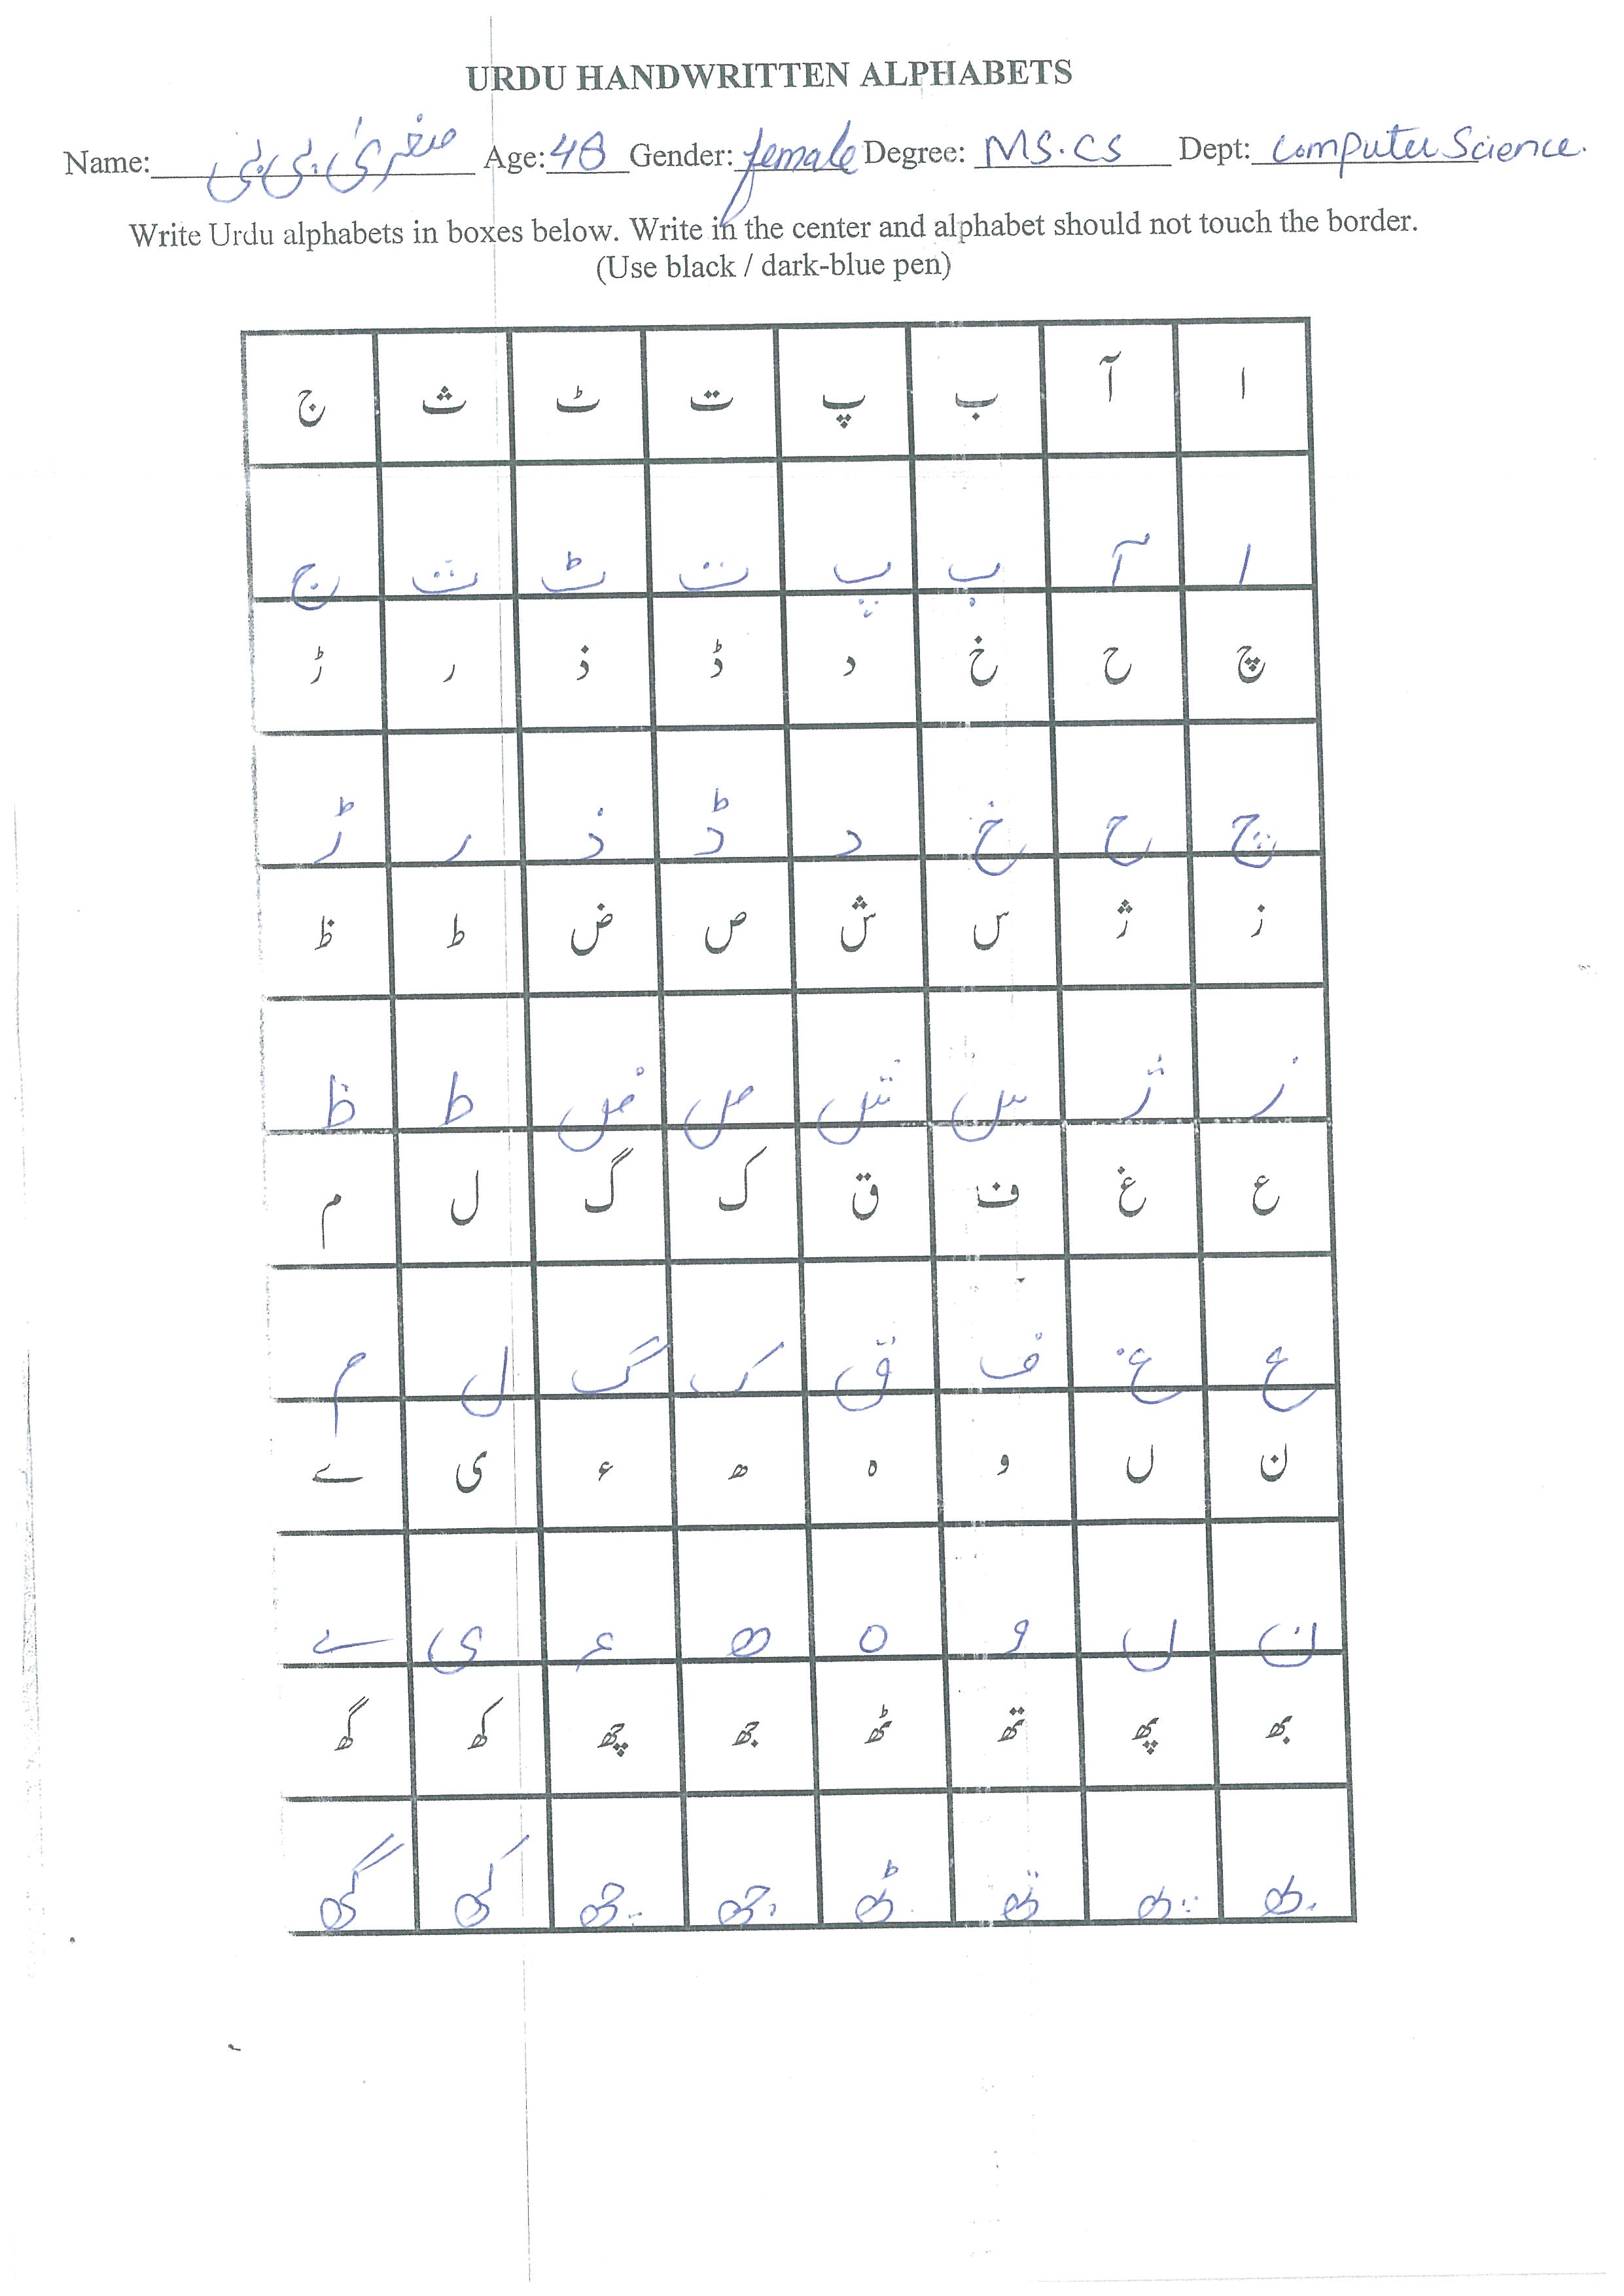 URDU HANDWRITTEN ALPHABETS
Name: صغریٰ بی بی Age: 48 Gender: female Degree: MS.CS Dept: Computer Science.
Write Urdu alphabets in boxes below. Write in the center and alphabet should not touch the border.
(Use black / dark-blue pen)
ا آ ب پ ت ٹ ث ج
ا آ ب پ ت ٹ ث ج
چ ح خ د ڈ ذ ر ڑ
چ ح خ د ڈ ذ ر ڑ
ز ژ س ش ص ض ط ظ
ز ژ س ش ص ض ط ظ
ع غ ف ق ک گ ل م
ع غ ف ق ک گ ل م
ن ں و ہ ھ ء ی ے
ن ں و ہ ھ ء ی ے
بھ پھ تھ ٹھ جھ چھ کھ گھ
بھ پھ تھ ٹھ جھ چھ کھ گھ